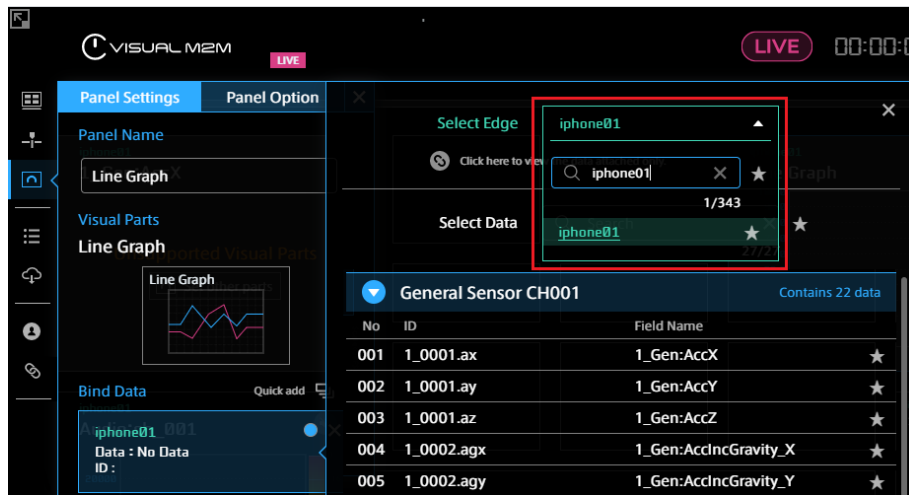 VISUAL M2M
LIVE
LIVE
00:00:
Panel Settings
Panel Option
Panel Name
Line Graph
Visual Parts
Line Graph
Line Graph
Bind Data
Quick add
iphone01
Data : No Data
ID :
Select Edge
iphone01
Click here to view
iphone01
1/343
iphone01
Select Data
27/27
General Sensor CH001
Contains 22 data
No ID Field Name
001 1_0001.ax 1_Gen:AccX
002 1_0001.ay 1_Gen:AccY
003 1_0001.az 1_Gen:AccZ
004 1_0002.agx 1_Gen:AccIncGravity_X
005 1_0002.agy 1_Gen:AccIncGravity_Y